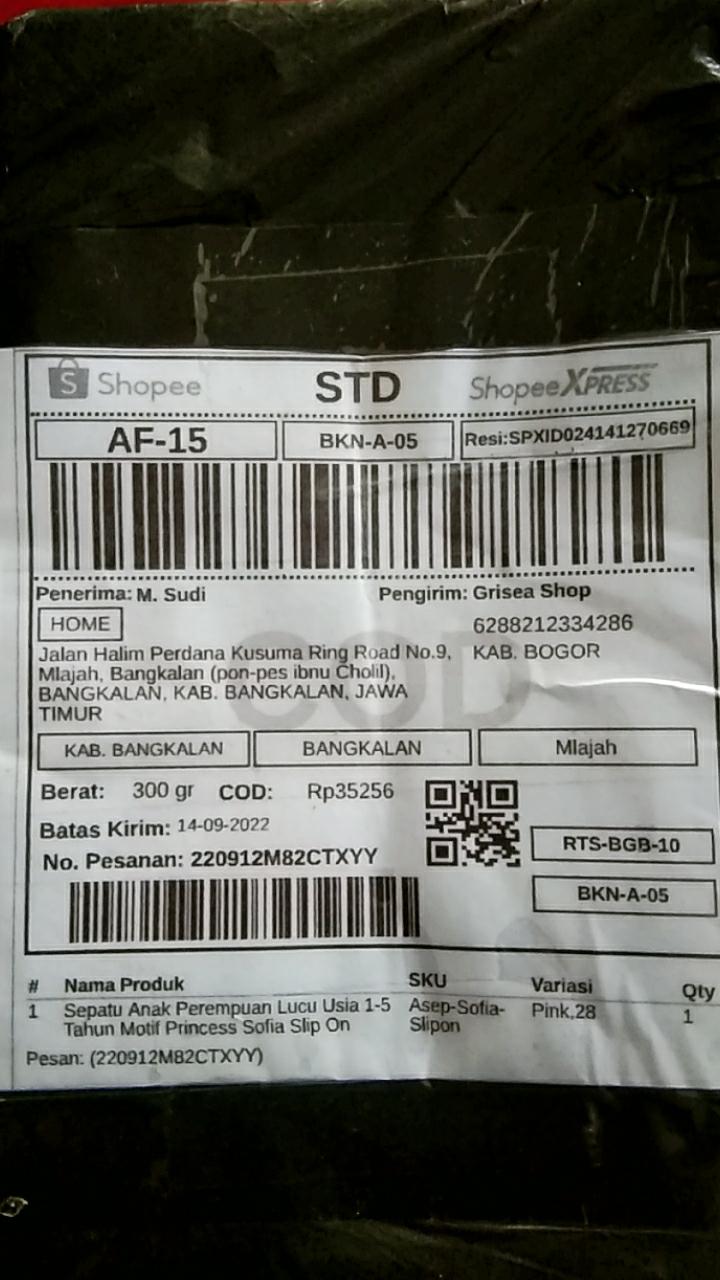 Shopee STD ShopeeXPRESS
AF-15 BKN-A-05 Resi:SPXID024141270669
Penerima: M. Sudi Pengirim: Grisea Shop
HOME 6288212334286
Jalan Halim Perdana Kusuma Ring Road No.9, KAB. BOGOR
Mlajah, Bangkalan (pon-pes ibnu Cholil),
BANGKALAN, KAB. BANGKALAN, JAWA
TIMUR
COD
KAB. BANGKALAN BANGKALAN Mlajah
Berat: 300 gr COD: Rp35256
Batas Kirim: 14-09-2022
RTS-BGB-10
No. Pesanan: 220912M82CTXYY
BKN-A-05
# Nama Produk SKU Variasi Qty
1 Sepatu Anak Perempuan Lucu Usia 1-5 Asep-Sofia- Pink,28 1
Tahun Motif Princess Sofia Slip On Slipon
Pesan: (220912M82CTXYY)